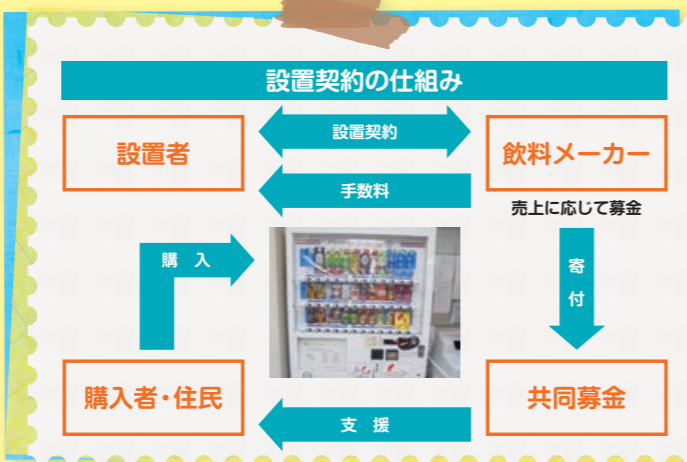 設置契約の仕組み
設置者
設置契約
飲料メーカー
手数料
売上に応じて募金
購 入
寄
付
購入者・住民
支 援
共同募金